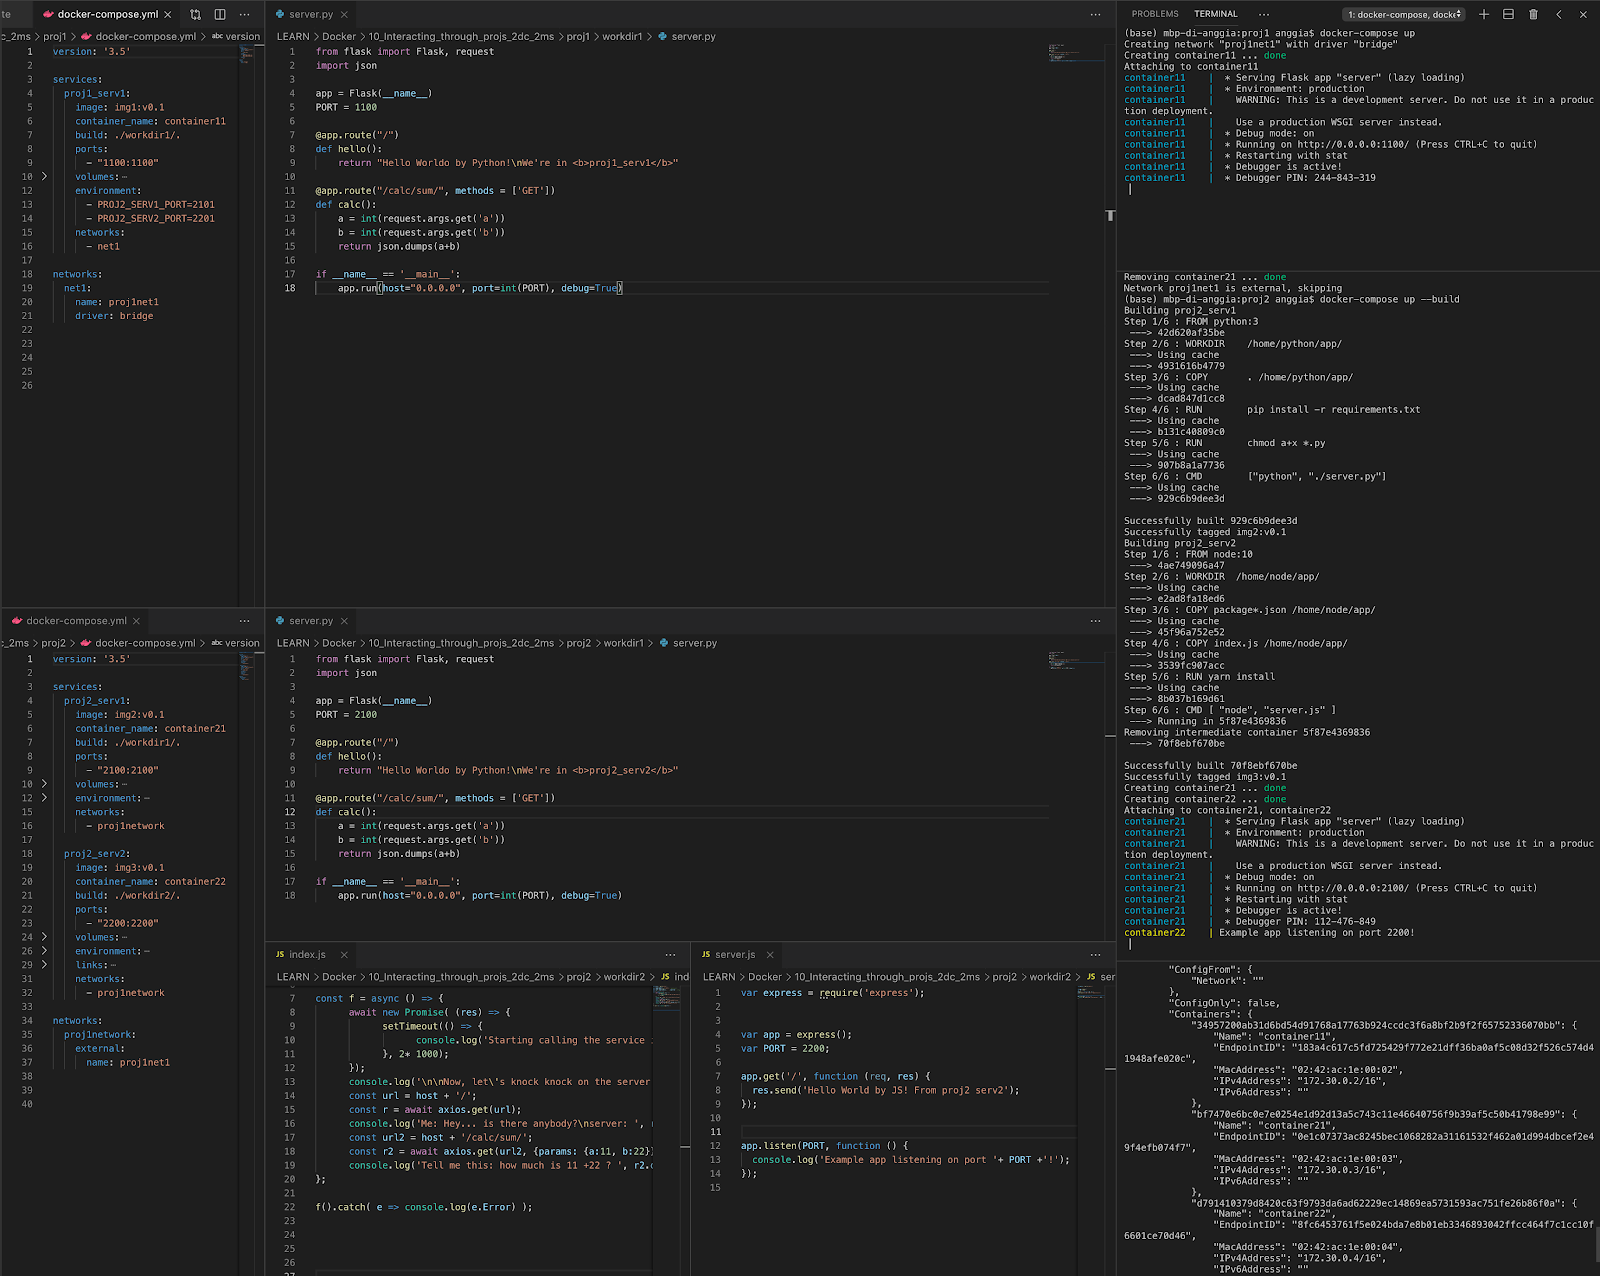 te
docker-compose.yml
c_2ms > proj1 > docker-compose.yml > abc version
1 version: '3.5'
2
3 services:
4 proj1_serv1:
5 image: img1:v0.1
6 container_name: container11
7 build: ./workdir1/.
8 ports:
9 - "1100:1100"
10 > volumes:
12 environment:
13 - PROJ2_SERV1_PORT=2101
14 - PROJ2_SERV2_PORT=2201
15 networks:
16 - net1
17
18 networks:
19 net1:
20 name: proj1net1
21 driver: bridge
22
23
24
25
26
server.py
LEARN > Docker > 10_Interacting_through_projs_2dc_2ms > proj1 > workdir1 > server.py
1 from flask import Flask, request
2 import json
3
4 app = Flask(__name__)
5 PORT = 1100
6
7 @app.route("/")
8 def hello():
9 return "Hello Worldo by Python!\nWe're in <b>proj1_serv1</b>"
10
11 @app.route("/calc/sum/", methods = ['GET'])
12 def calc():
13 a = int(request.args.get('a'))
14 b = int(request.args.get('b'))
15 return json.dumps(a+b)
16
17 if __name__ == '__main__':
18 app.run(host="0.0.0.0", port=int(PORT), debug=True)
docker-compose.yml
c_2ms > proj2 > docker-compose.yml > abc version
1 version: '3.5'
2
3 services:
4 proj2_serv1:
5 image: img2:v0.1
6 container_name: container21
7 build: ./workdir1/.
8 ports:
9 - "2100:2100"
10 > volumes:
12 > environment:
15 networks:
16 - proj1network
17
18 proj2_serv2:
19 image: img3:v0.1
20 container_name: container22
21 build: ./workdir2/.
22 ports:
23 - "2200:2200"
24 > volumes:
26 > environment:
29 > links:
31 networks:
32 - proj1network
33
34 networks:
35 proj1network:
36 external:
37 name: proj1net1
38
39
40
server.py
LEARN > Docker > 10_Interacting_through_projs_2dc_2ms > proj2 > workdir1 > server.py
1 from flask import Flask, request
2 import json
3
4 app = Flask(__name__)
5 PORT = 2100
6
7 @app.route("/")
8 def hello():
9 return "Hello Worldo by Python!\nWe're in <b>proj2_serv2</b>"
10
11 @app.route("/calc/sum/", methods = ['GET'])
12 def calc():
13 a = int(request.args.get('a'))
14 b = int(request.args.get('b'))
15 return json.dumps(a+b)
16
17 if __name__ == '__main__':
18 app.run(host="0.0.0.0", port=int(PORT), debug=True)
JS index.js
LEARN > Docker > 10_Interacting_through_projs_2dc_2ms > proj2 > workdir2 > JS ind
7 const f = async () => {
8 await new Promise( (res) => {
9 setTimeout(() => {
10 console.log('Starting calling the service
11 }, 2* 1000);
12 });
13 console.log('\n\nNow, let\'s knock knock on the server
14 const url = host + '/';
15 const r = await axios.get(url);
16 console.log('Me: Hey... is there anybody?\nserver: ',
17 const url2 = host + '/calc/sum/';
18 const r2 = await axios.get(url2, {params: {a:11, b:22}}
19 console.log('Tell me this: how much is 11 +22 ? ', r2.
20 };
21
22 f().catch( e => console.log(e.Error) );
23
24
25
26
27
JS server.js
LEARN > Docker > 10_Interacting_through_projs_2dc_2ms > proj2 > workdir2 > JS ser
1 var express = require('express');
2
3
4 var app = express();
5 var PORT = 2200;
6
7 app.get('/', function (req, res) {
8 res.send('Hello World by JS! From proj2 serv2');
9 });
10
11
12 app.listen(PORT, function () {
13 console.log('Example app listening on port '+ PORT +'!');
14 });
15
PROBLEMS TERMINAL ... 1: docker-compose, dock
(base) mbp-di-anggia:proj1 anggia$ docker-compose up
Creating network "proj1net1" with driver "bridge"
Creating container11 ... done
Attaching to container11
container11 | * Serving Flask app "server" (lazy loading)
container11 | * Environment: production
container11 | WARNING: This is a development server. Do not use it in a produc
tion deployment.
container11 | Use a production WSGI server instead.
container11 | * Debug mode: on
container11 | * Running on http://0.0.0.0:1100/ (Press CTRL+C to quit)
container11 | * Restarting with stat
container11 | * Debugger is active!
container11 | * Debugger PIN: 244-843-319
Removing container21 ... done
Network proj1net1 is external, skipping
(base) mbp-di-anggia:proj2 anggia$ docker-compose up --build
Building proj2_serv1
Step 1/6 : FROM python:3
---> 42d620af35be
Step 2/6 : WORKDIR /home/python/app/
---> Using cache
---> 4931616b4779
Step 3/6 : COPY . /home/python/app/
---> Using cache
---> dcad847d1cc8
Step 4/6 : RUN pip install -r requirements.txt
---> Using cache
---> b131c40809c0
Step 5/6 : RUN chmod a+x *.py
---> Using cache
---> 907b8a1a7736
Step 6/6 : CMD ["python", "./server.py"]
---> Using cache
---> 929c6b9dee3d
Successfully built 929c6b9dee3d
Successfully tagged img2:v0.1
Building proj2_serv2
Step 1/6 : FROM node:10
---> 4ae749096a47
Step 2/6 : WORKDIR /home/node/app/
---> Using cache
---> e2ad8fa18ed6
Step 3/6 : COPY package*.json /home/node/app/
---> Using cache
---> 45f96a752e52
Step 4/6 : COPY index.js /home/node/app/
---> Using cache
---> 3539fc907acc
Step 5/6 : RUN yarn install
---> Using cache
---> 8b037b169d61
Step 6/6 : CMD [ "node", "server.js" ]
---> Running in 5f87e4369836
Removing intermediate container 5f87e4369836
---> 70f8ebf670be
Successfully built 70f8ebf670be
Successfully tagged img3:v0.1
Creating container21 ... done
Creating container22 ... done
Attaching to container21, container22
container21 | * Serving Flask app "server" (lazy loading)
container21 | * Environment: production
container21 | WARNING: This is a development server. Do not use it in a produc
tion deployment.
container21 | Use a production WSGI server instead.
container21 | * Debug mode: on
container21 | * Running on http://0.0.0.0:2100/ (Press CTRL+C to quit)
container21 | * Restarting with stat
container21 | * Debugger is active!
container21 | * Debugger PIN: 112-476-849
container22 | Example app listening on port 2200!
"ConfigFrom": {
"Network": ""
},
"ConfigOnly": false,
"Containers": {
"34957200ab31d6bd54d91768a17763b924ccdc3f6a8bf2b9f2f65752336070bb": {
"Name": "container11",
"EndpointID": "183a4c617c5fd725429f772e21dff36ba0af5c08d32f526c574d4
1948afe020c",
"MacAddress": "02:42:ac:1e:00:02",
"IPv4Address": "172.30.0.2/16",
"IPv6Address": ""
},
"bf7470e6bc0e7e0254e1d92d13a5c743c11e46640756f9b39af5c50b41798e99": {
"Name": "container21",
"EndpointID": "0e1c07373ac8245bec1068282a31161532f462a01d994dbcef2e4
9f4efb074f7",
"MacAddress": "02:42:ac:1e:00:03",
"IPv4Address": "172.30.0.3/16",
"IPv6Address": ""
},
"d791410379d8420c63f9793da6ad62229ec14869ea5731593ac751fe26b86f0a": {
"Name": "container22",
"EndpointID": "8fc6453761f5e024bda7e8b01eb3346893042ffcc464f7c1cc10f
6601ce70d46",
"MacAddress": "02:42:ac:1e:00:04",
"IPv4Address": "172.30.0.4/16",
"IPv6Address": ""